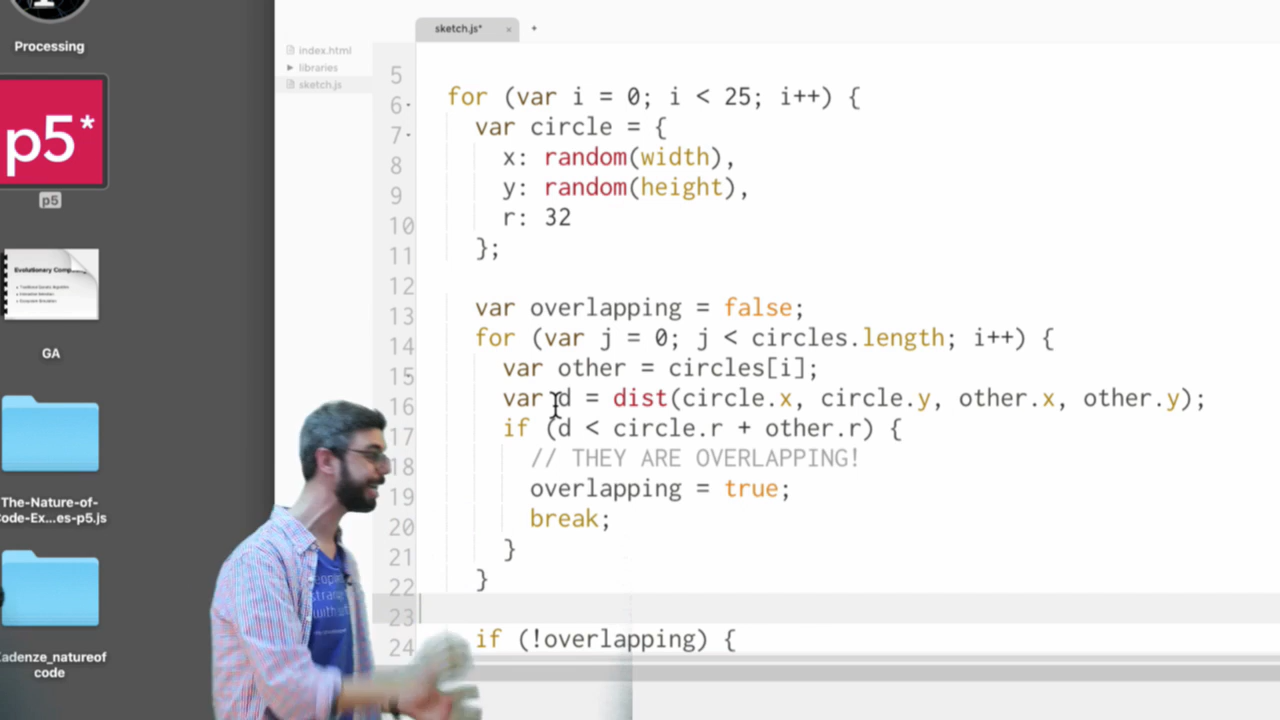 Processing
p5*
p5
Evolutionary
GA
The-Nature-of-
Code-Ex...es-p5.js
Kadenze_natureof
code
sketch.js*
×
+
index.html
libraries
sketch.js
5
6 for (var i = 0; i < 25; i++) {
7 var circle = {
8 x: random(width),
9 y: random(height),
10 r: 32
11 };
12
13 var overlapping = false;
14 for (var j = 0; j < circles.length; i++) {
15 var other = circles[i];
16 var d = dist(circle.x, circle.y, other.x, other.y);
17 if (d < circle.r + other.r) {
18 // THEY ARE OVERLAPPING!
19 overlapping = true;
20 break;
21 }
22 }
23
24 if (!overlapping) {